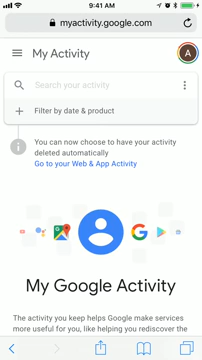 9:41 AM
myactivity.google.com
My Activity
A
Search your activity
Filter by date & product
You can now choose to have your activity
deleted automatically
Go to your Web & App Activity
G
My Google Activity
The activity you keep helps Google make services
more useful for you, like helping you rediscover the